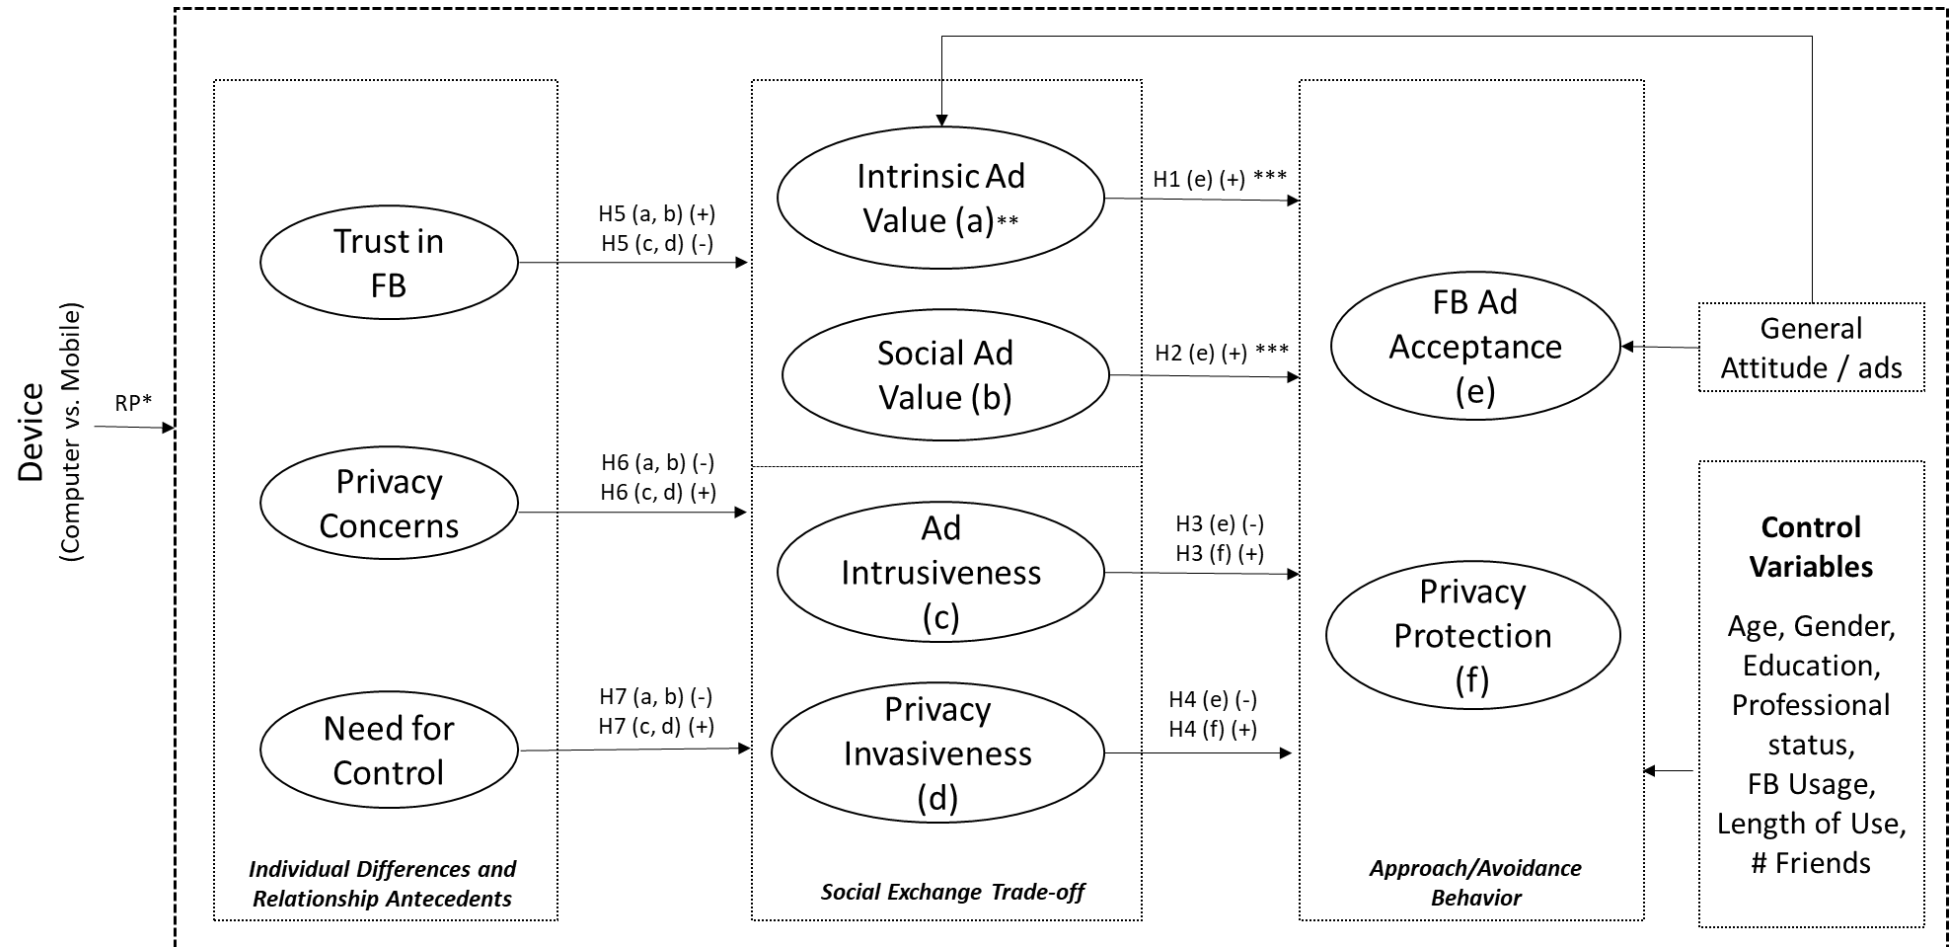 Device
(Computer vs. Mobile)
RP*
Trust in
FB
Privacy
Concerns
Need for
Control
Individual Differences and
Relationship Antecedents
H5 (a, b) (+)
H5 (c, d) (-)
H6 (a, b) (-)
H6 (c, d) (+)
H7 (a, b) (-)
H7 (c, d) (+)
Intrinsic Ad
Value (a)**
Social Ad
Value (b)
Ad
Intrusiveness
(c)
Privacy
Invasiveness
(d)
Social Exchange Trade-off
H1 (e) (+) ***
H2 (e) (+) ***
H3 (e) (-)
H3 (f) (+)
H4 (e) (-)
H4 (f) (+)
FB Ad
Acceptance
(e)
Privacy
Protection
(f)
Approach/Avoidance
Behavior
General
Attitude / ads
Control
Variables
Age, Gender,
Education,
Professional
status,
FB Usage,
Length of Use,
# Friends